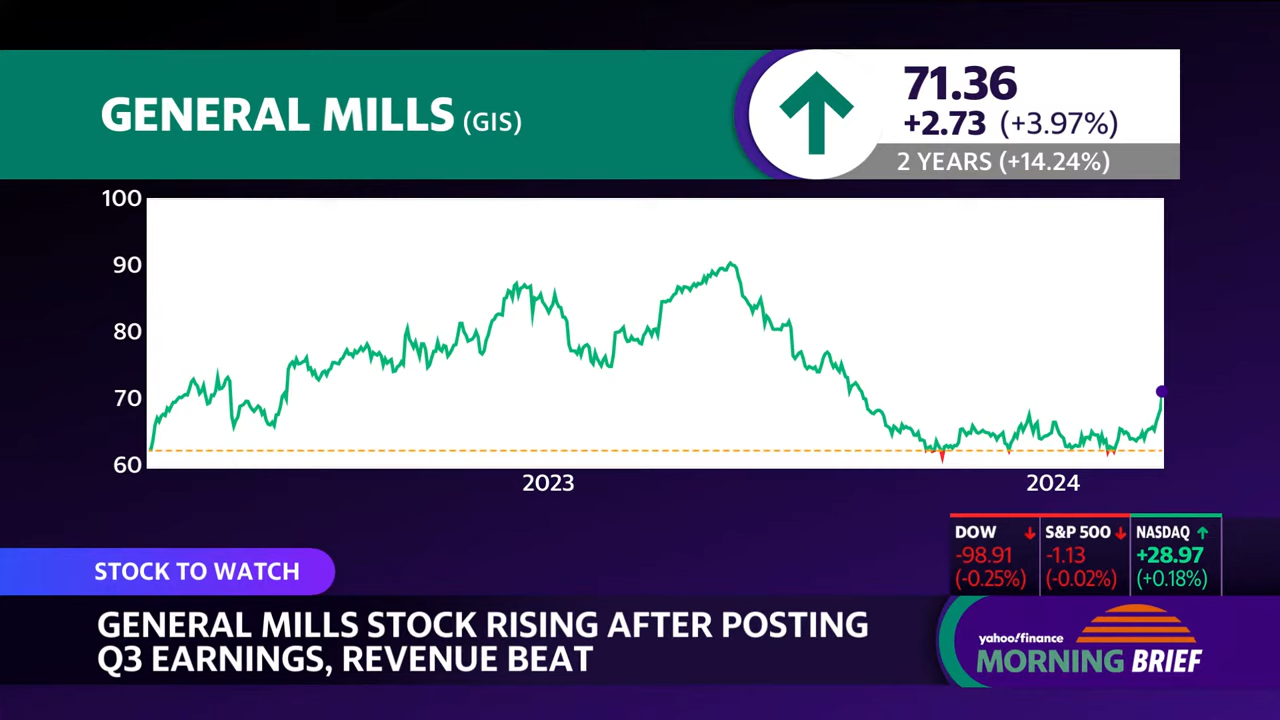 GENERAL MILLS (GIS)
71.36
+2.73 (+3.97%)
2 YEARS (+14.24%)
100
90
80
70
60
2023
2024
DOW
-98.91
(-0.25%)
S&P 500
-1.13
(-0.02%)
NASDAQ
+28.97
(+0.18%)
STOCK TO WATCH
GENERAL MILLS STOCK RISING AFTER POSTING
Q3 EARNINGS, REVENUE BEAT
yahoo!finance
MORNING BRIEF